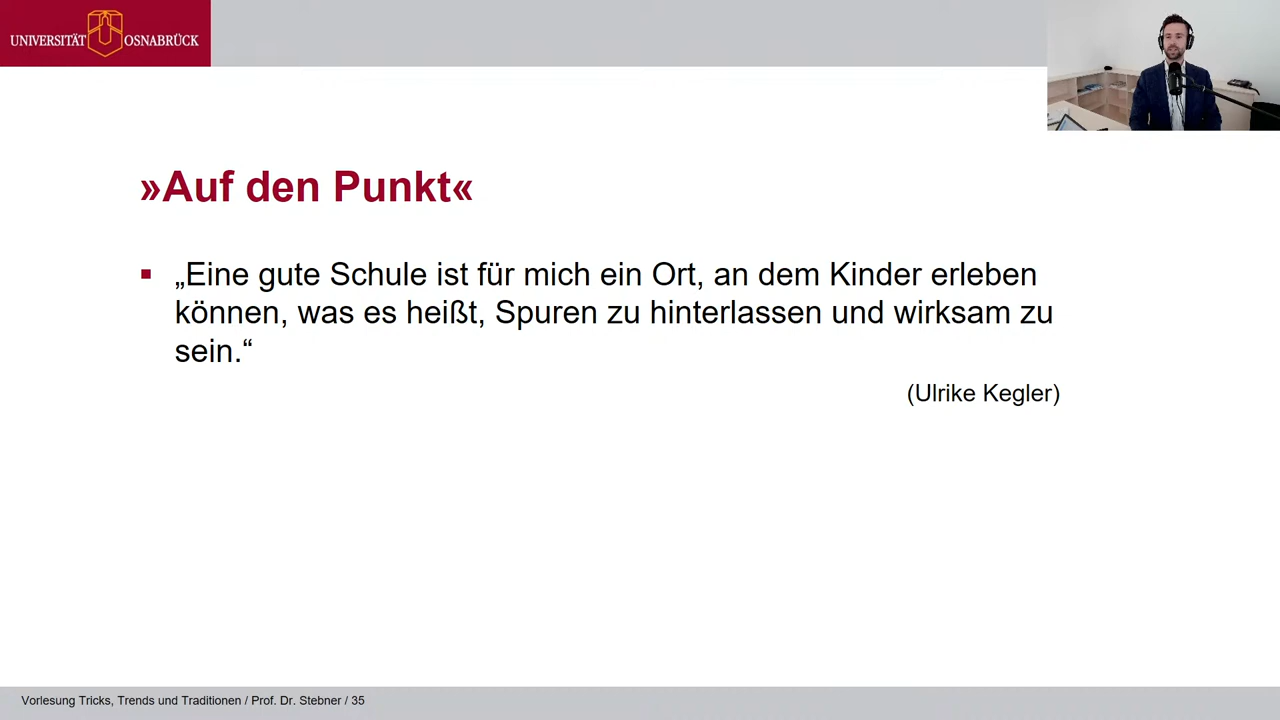 UNIVERSITÄT OSNABRÜCK
»Auf den Punkt«
„Eine gute Schule ist für mich ein Ort, an dem Kinder erleben
können, was es heißt, Spuren zu hinterlassen und wirksam zu
sein.“
(Ulrike Kegler)
Vorlesung Tricks, Trends und Traditionen / Prof. Dr. Stebner / 35